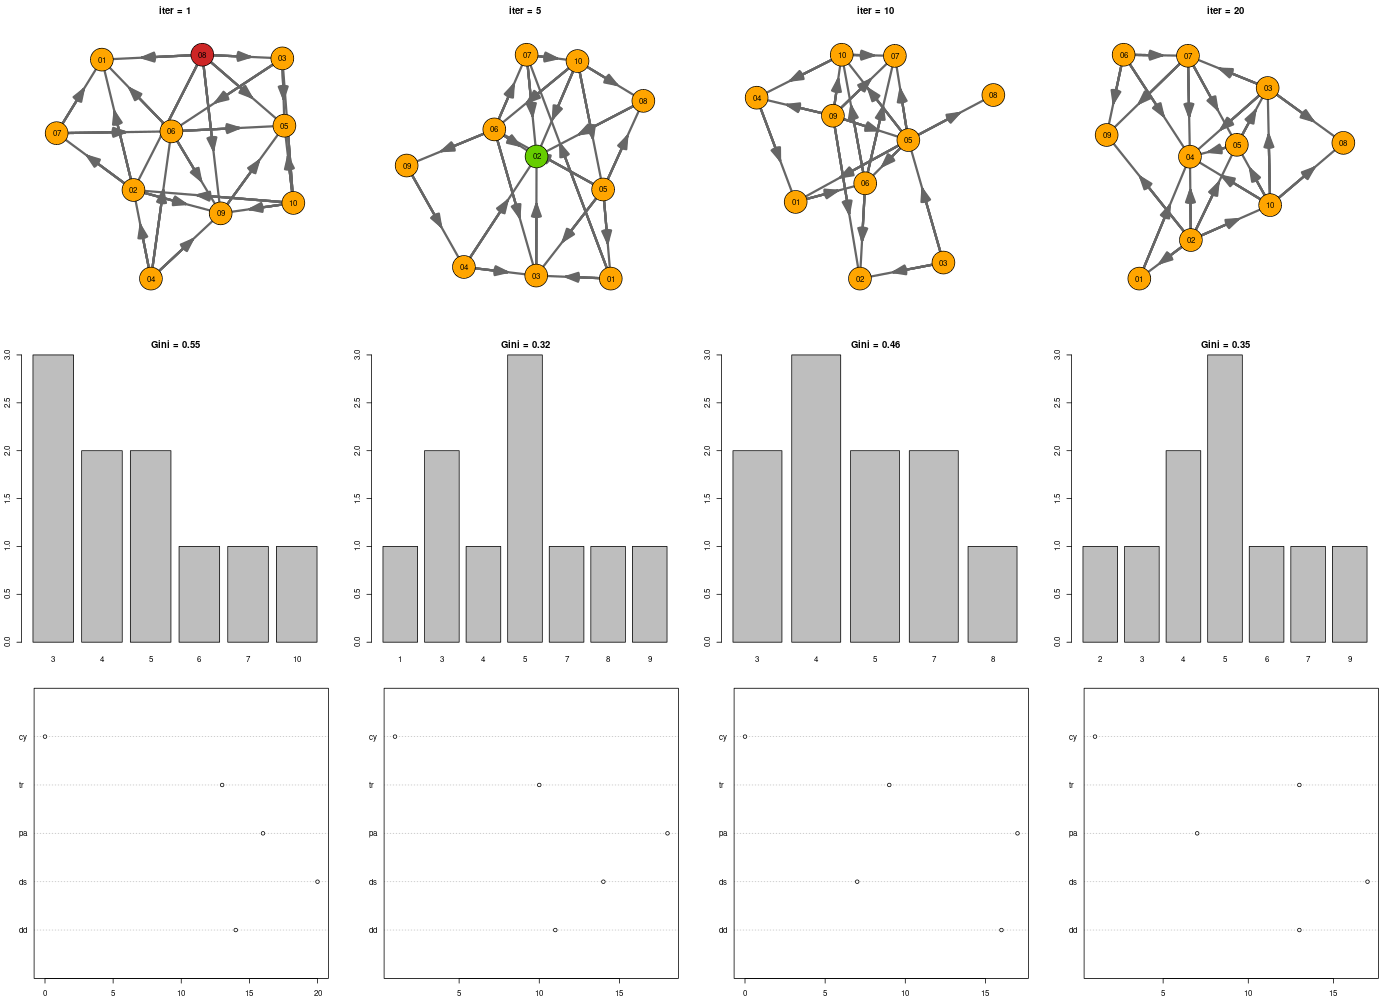 iter = 1
iter = 5
iter = 10
iter = 20
01 08 03 07 06 05 02 09 10 04
07 10 08 06 02 09 05 04 03 01
10 07 04 08 09 05 06 01 03 02
06 07 03 09 05 08 04 10 02 01
Gini = 0.55
Gini = 0.32
Gini = 0.46
Gini = 0.35
3.0 2.5 2.0 1.5 1.0 0.5 0.0
3 4 5 6 7 10
3.0 2.5 2.0 1.5 1.0 0.5 0.0
1 3 4 5 7 8 9
3.0 2.5 2.0 1.5 1.0 0.5 0.0
3 4 5 7 8
3.0 2.5 2.0 1.5 1.0 0.5 0.0
2 3 4 5 6 7 9
cy
tr
pa
ds
dd
0 5 10 15 20
cy
tr
pa
ds
dd
5 10 15
cy
tr
pa
ds
dd
0 5 10 15
cy
tr
pa
ds
dd
5 10 15